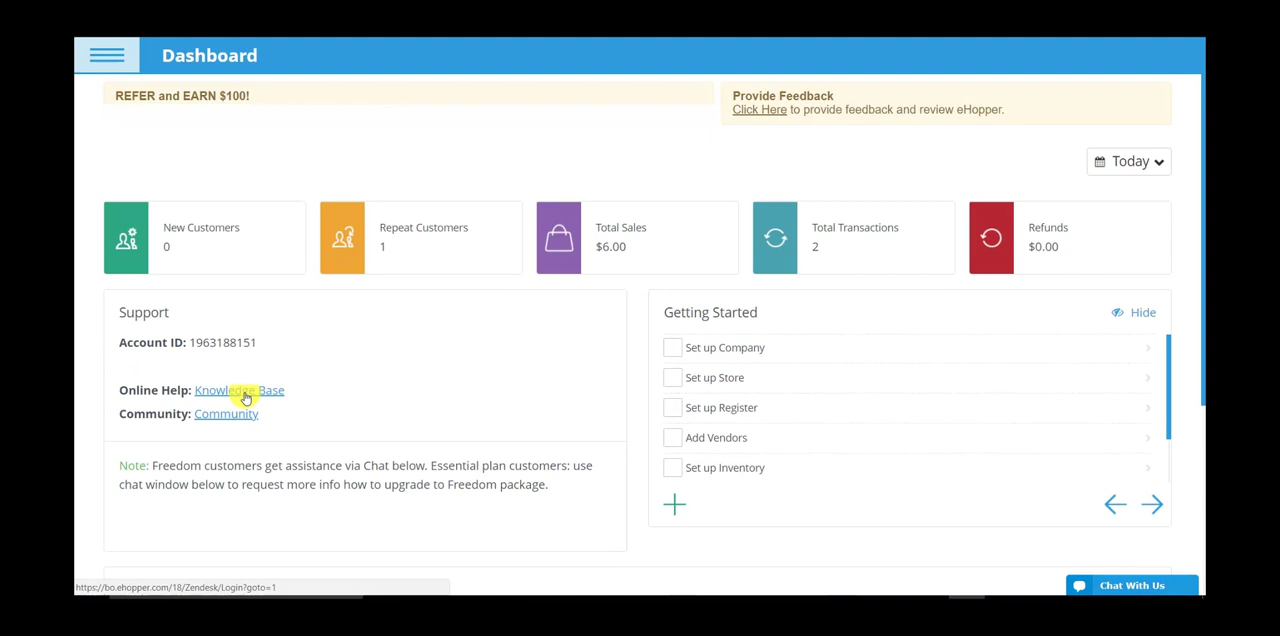 Dashboard
REFER and EARN $100!
Provide Feedback
Click Here to provide feedback and review eHopper.
Today
New Customers
0
Repeat Customers
1
Total Sales
$6.00
Total Transactions
2
Refunds
$0.00
Support
Account ID: 1963188151
Online Help: Knowledge Base
Community: Community
Note: Freedom customers get assistance via Chat below. Essential plan customers: use
chat window below to request more info how to upgrade to Freedom package.
Getting Started
Hide
Set up Company
Set up Store
Set up Register
Add Vendors
Set up Inventory
https://bo.ehopper.com/18/Zendesk/Login?goto=1
Chat With Us